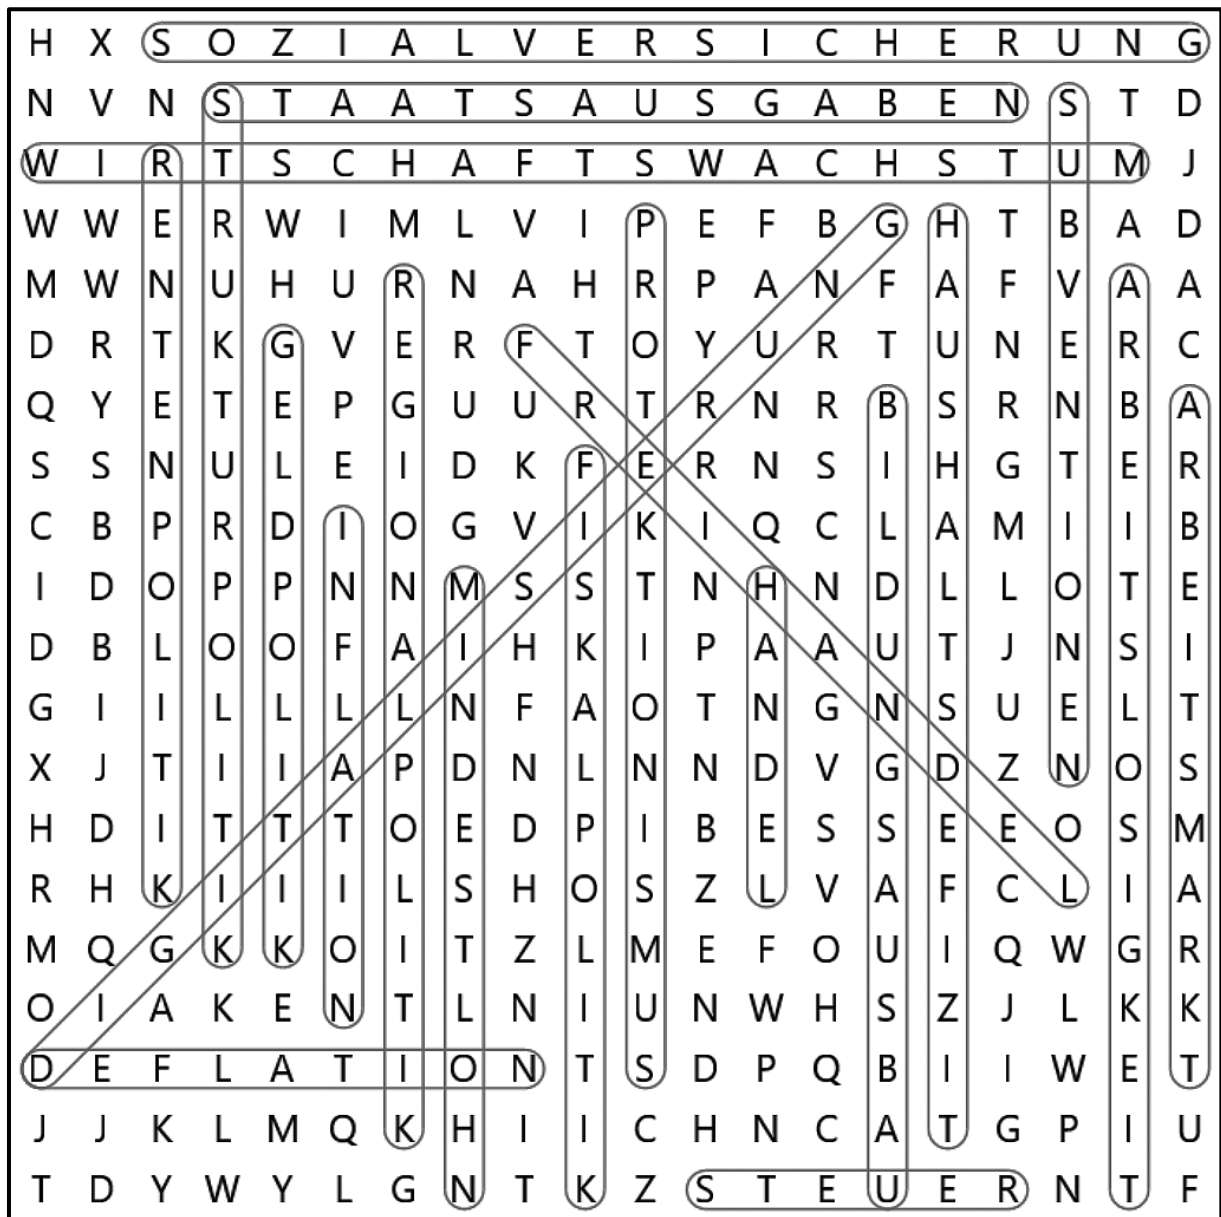 H X S O Z I A L V E R S I C H E R U N G
N V N S T A A T S A U S G A B E N S T D
W I R T S C H A F T S W A C H S T U M J
W W E R W I M L V I P E F B G H T B A D
M W N U H U R N A H R P A N F A F V A A
D R T K G V E R F T O Y U R T U N E R C
Q Y E T E P G U U R T R N R B S R N B A
S S N U L E I D K F E R N S I H G T E R
C B P R D I O G V I K I Q C L A M I I B
I D O P P N N M S S T N H N D L L O T E
D B L O O F A I H K I P A A U T J N S I
G I I L L L L N F A O T N G N S U E L T
X J T I I A P D N L N N D V G D Z N O S
H D I T T T O E D P I B E S S E E O S M
R H K I I I L S H O S Z L V A F C L I A
M Q G K K O I T Z L M E F O U I Q W G R
O I A K E N T L N I U N W H S Z J L K K
D E F L A T I O N T S D P Q B I I W E T
J J K L M Q K H I I C H N C A T G P I U
T D Y W Y L G N T K Z S T E U E R N T F